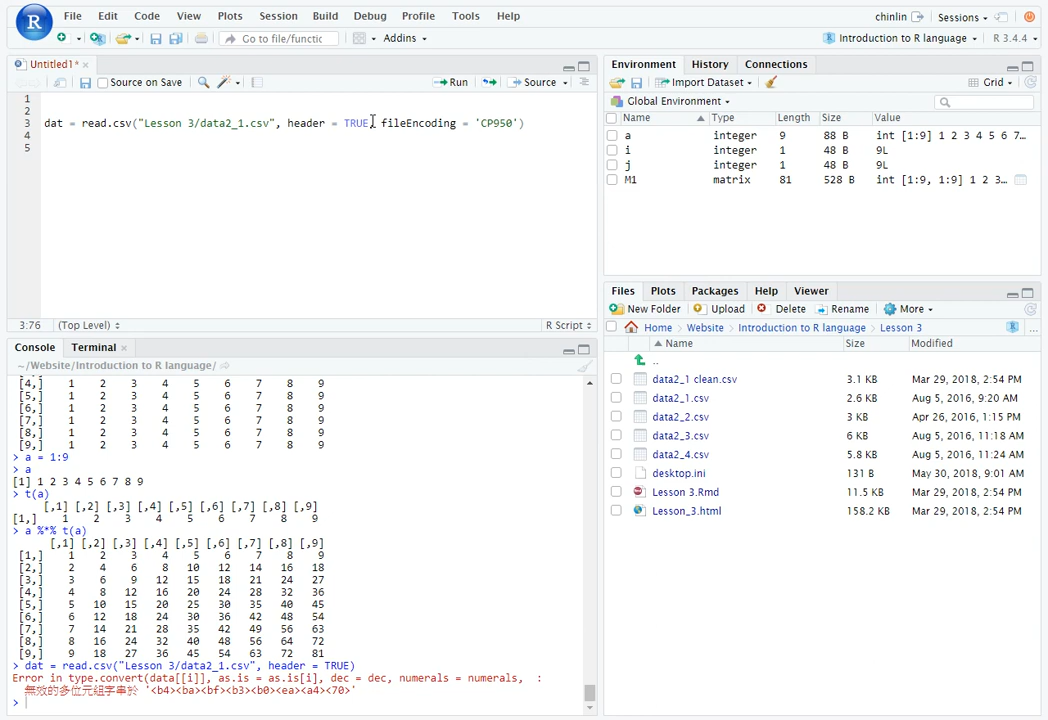 File Edit Code View Plots Session Build Debug Profile Tools Help chinlin Sessions
R Go to file/functic Addins Introduction to R language R 3.4.4
Untitled1* ×
Source on Save Run Source
1
2
3 dat = read.csv("Lesson 3/data2_1.csv", header = TRUE, fileEncoding = 'CP950')
4
5
3:76 (Top Level) R Script
Console Terminal ×
~/Website/Introduction to R language/
[4,] 1 2 3 4 5 6 7 8 9
[5,] 1 2 3 4 5 6 7 8 9
[6,] 1 2 3 4 5 6 7 8 9
[7,] 1 2 3 4 5 6 7 8 9
[8,] 1 2 3 4 5 6 7 8 9
[9,] 1 2 3 4 5 6 7 8 9
> a = 1:9
> a
[1] 1 2 3 4 5 6 7 8 9
> t(a)
[,1] [,2] [,3] [,4] [,5] [,6] [,7] [,8] [,9]
[1,] 1 2 3 4 5 6 7 8 9
> a %*% t(a)
[,1] [,2] [,3] [,4] [,5] [,6] [,7] [,8] [,9]
[1,] 1 2 3 4 5 6 7 8 9
[2,] 2 4 6 8 10 12 14 16 18
[3,] 3 6 9 12 15 18 21 24 27
[4,] 4 8 12 16 20 24 28 32 36
[5,] 5 10 15 20 25 30 35 40 45
[6,] 6 12 18 24 30 36 42 48 54
[7,] 7 14 21 28 35 42 49 56 63
[8,] 8 16 24 32 40 48 56 64 72
[9,] 9 18 27 36 45 54 63 72 81
> dat = read.csv("Lesson 3/data2_1.csv", header = TRUE)
Error in type.convert(data[[i]], as.is = as.is[i], dec = dec, numerals = numerals, :
無效的多位元組字串於 '<b4><ba><bf><b3><b0><ea><a4><70>'
>
Environment History Connections
Import Dataset Grid
Global Environment
Name Type Length Size Value
a integer 9 88 B int [1:9] 1 2 3 4 5 6 7…
i integer 1 48 B 9L
j integer 1 48 B 9L
M1 matrix 81 528 B int [1:9, 1:9] 1 2 3…
Files Plots Packages Help Viewer
New Folder Upload Delete Rename More
Home Website Introduction to R language Lesson 3 R ...
Name Size Modified
..
data2_1 clean.csv 3.1 KB Mar 29, 2018, 2:54 PM
data2_1.csv 2.6 KB Aug 5, 2016, 9:20 AM
data2_2.csv 3 KB Apr 26, 2016, 1:15 PM
data2_3.csv 6 KB Aug 5, 2016, 11:18 AM
data2_4.csv 5.8 KB Aug 5, 2016, 11:24 AM
desktop.ini 131 B May 30, 2018, 9:01 AM
Lesson 3.Rmd 11.5 KB Mar 29, 2018, 2:54 PM
Lesson_3.html 158.2 KB Mar 29, 2018, 2:54 PM